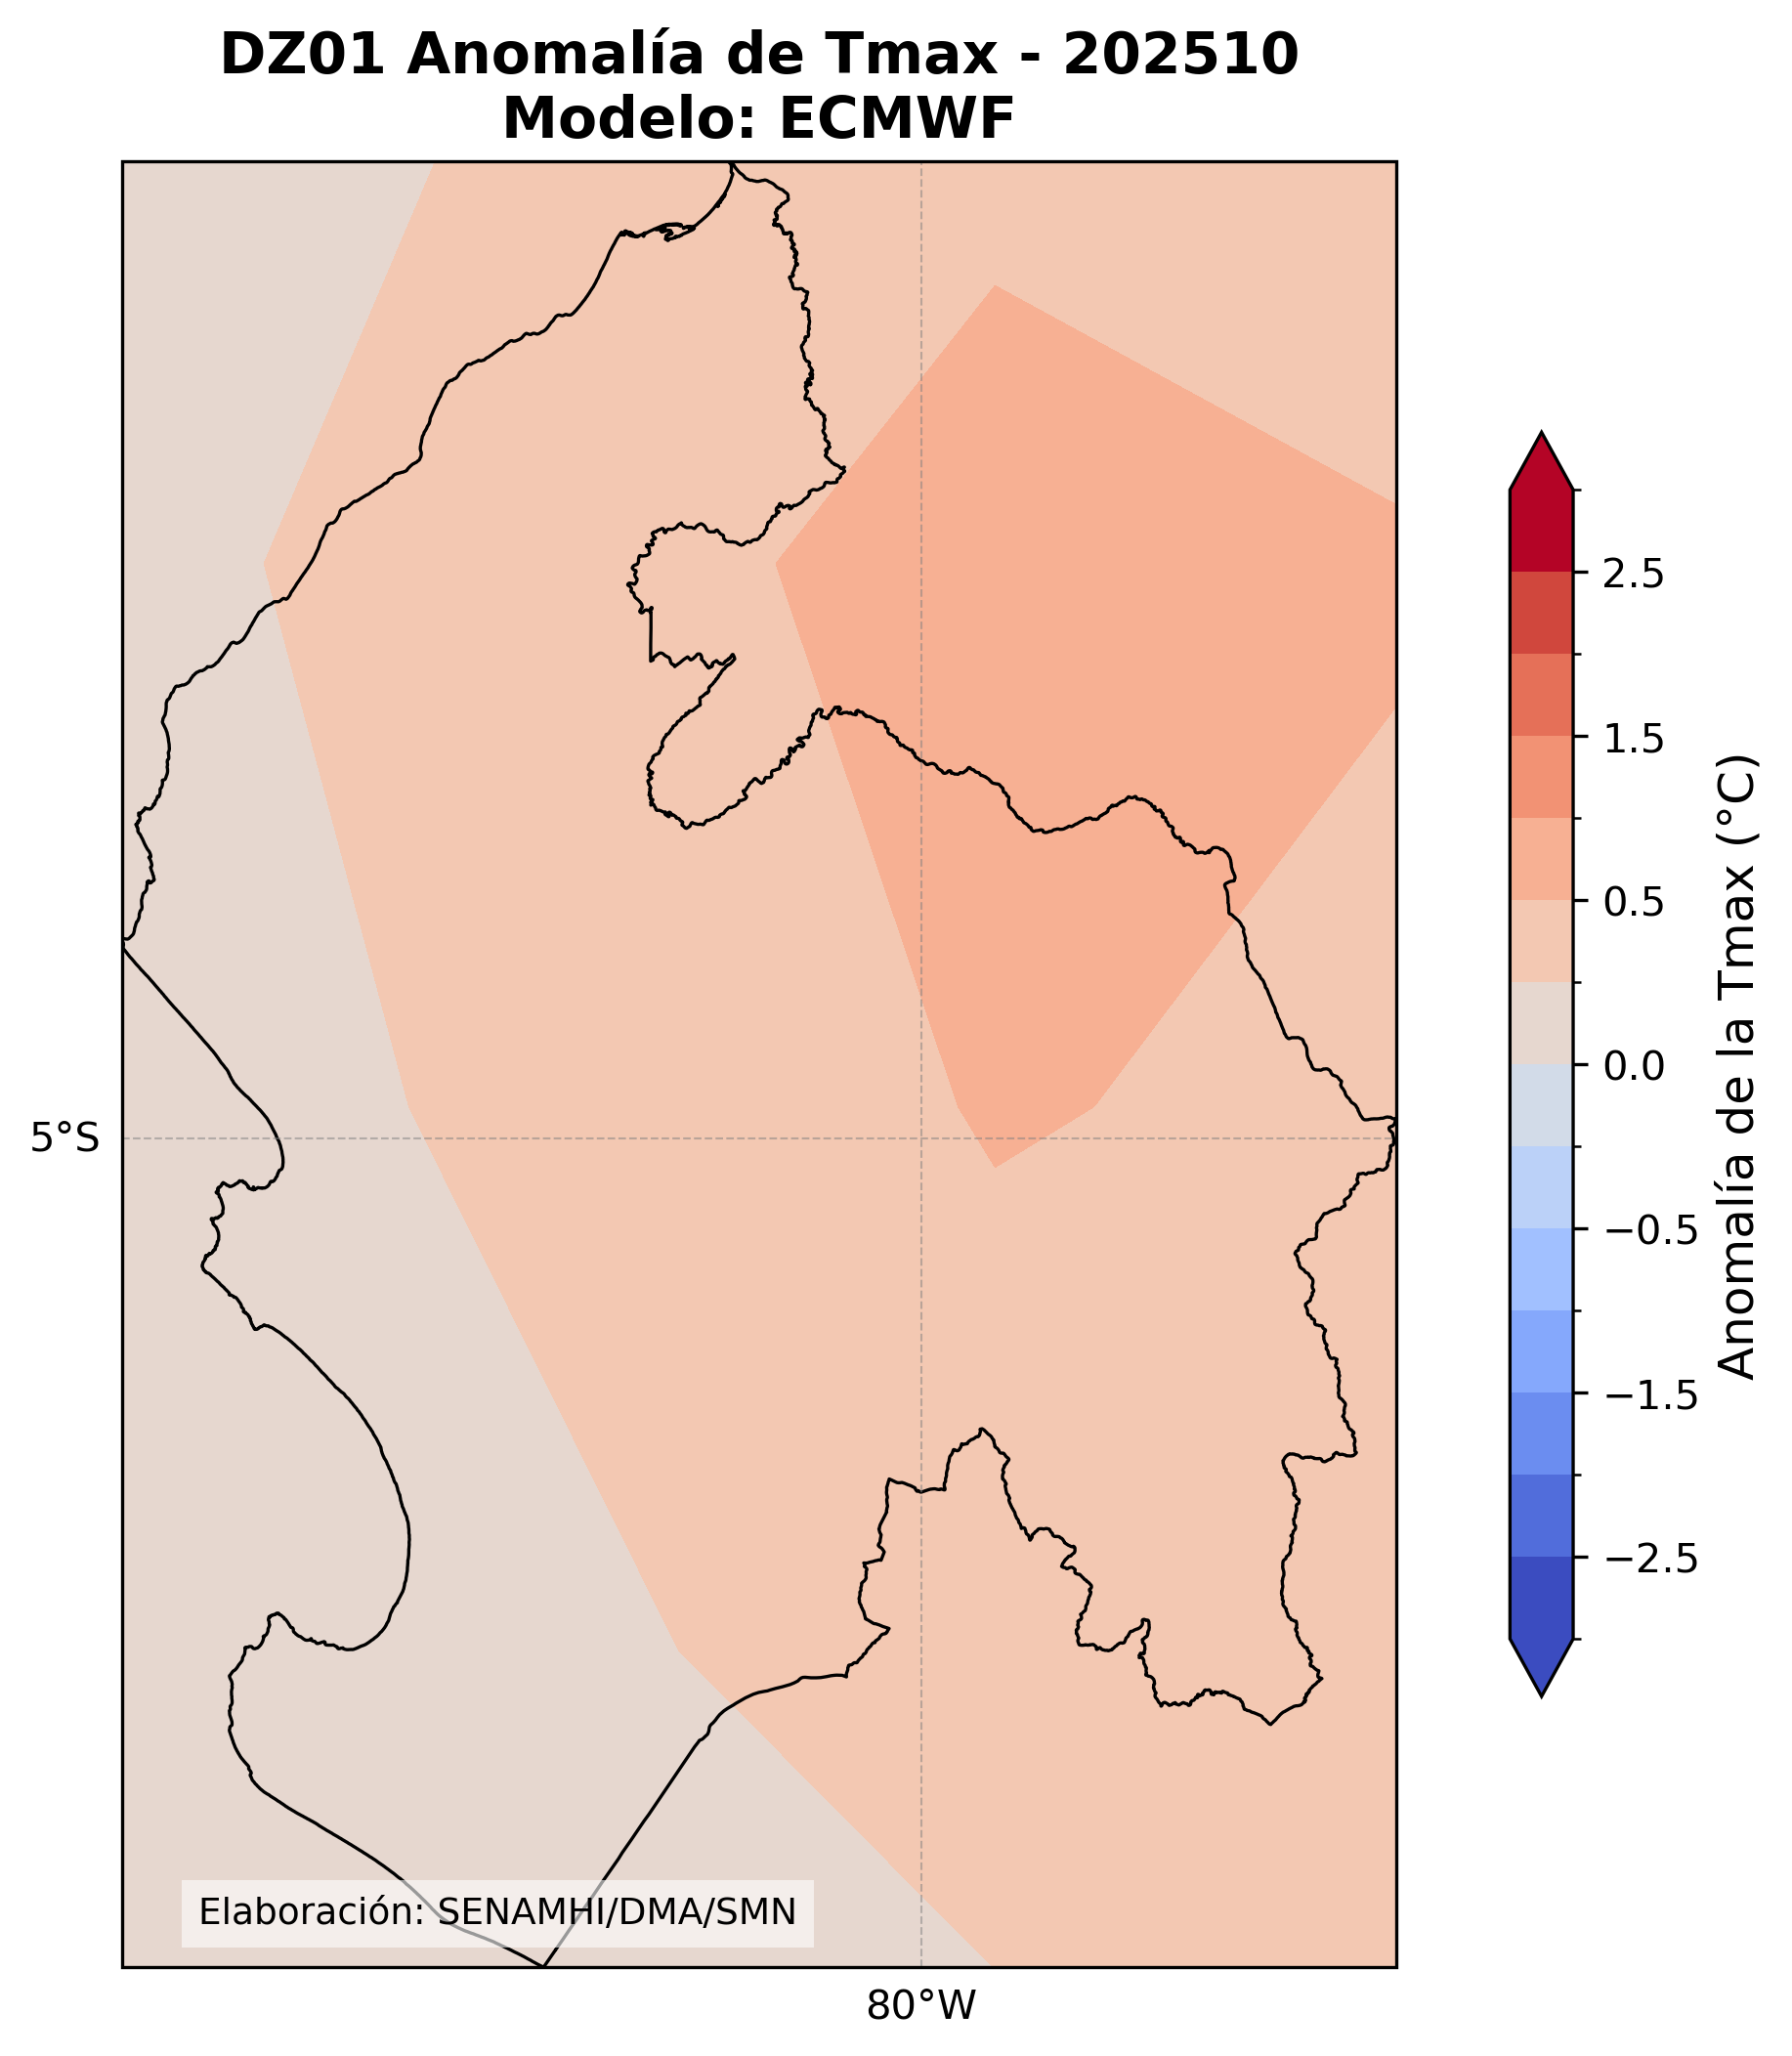 DZ01 Anomalía de Tmax - 202510
Modelo: ECMWF
5°S
80°W
Elaboración: SENAMHI/DMA/SMN
2.5
1.5
0.5
0.0
−0.5
−1.5
−2.5
Anomalía de la Tmax (°C)